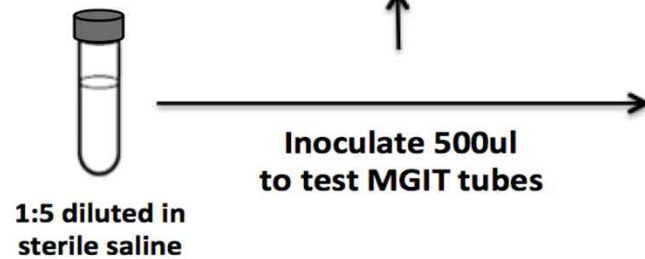 Inoculate 500ul
to test MGIT tubes
1:5 diluted in
sterile saline